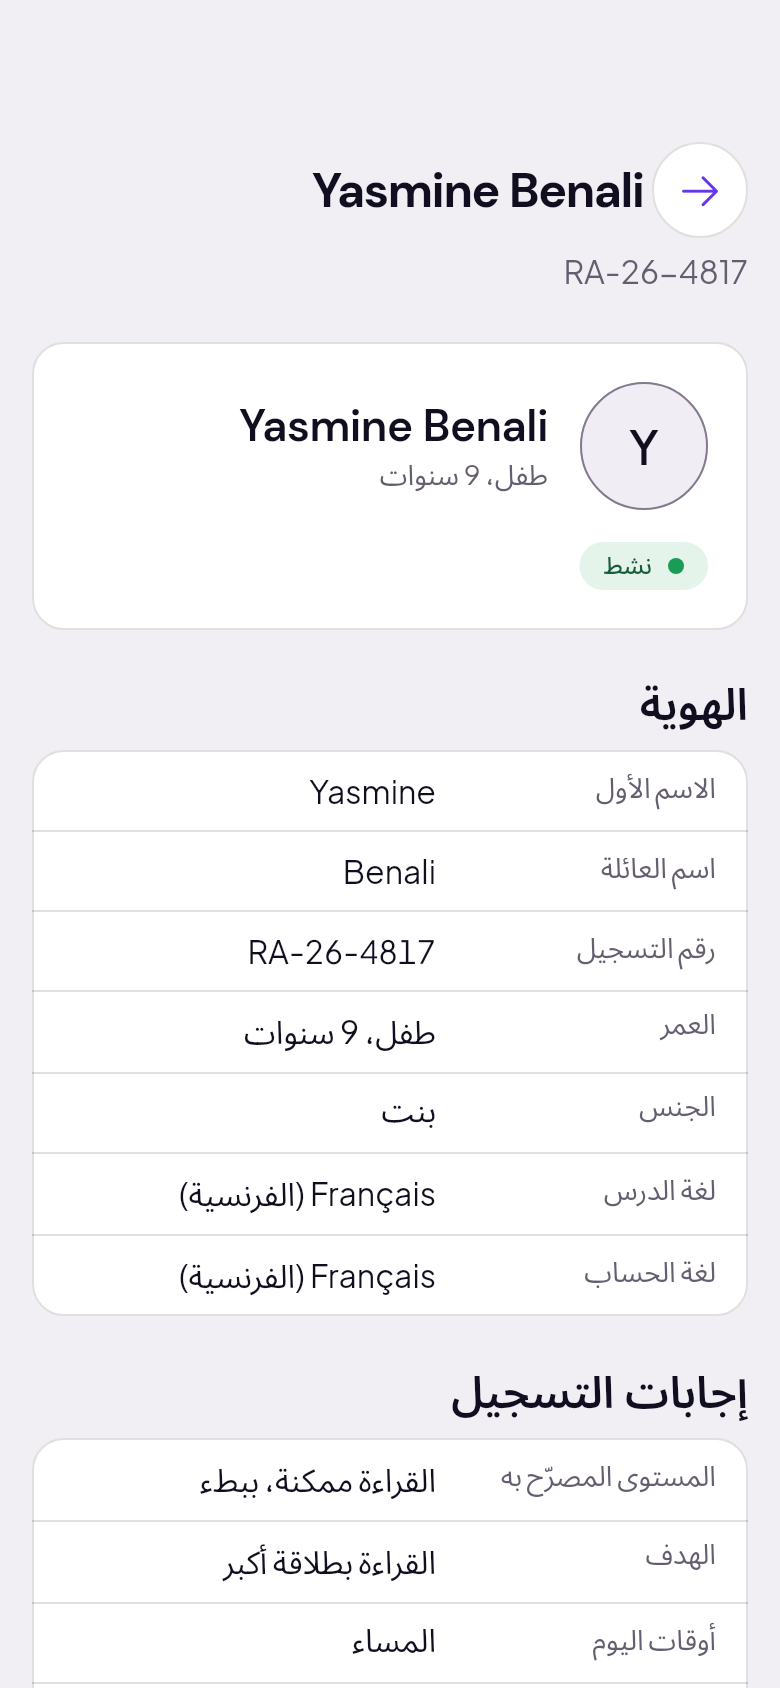 Yasmine Benali
RA-26-4817
Y
Yasmine Benali
طفل، 9 سنوات
نشط
الهوية
الاسم الأول Yasmine
اسم العائلة Benali
رقم التسجيل RA-26-4817
العمر طفل، 9 سنوات
الجنس بنت
لغة الدرس Français (الفرنسية)
لغة الحساب Français (الفرنسية)
إجابات التسجيل
المستوى المصرّح به القراءة ممكنة، ببطء
الهدف القراءة بطلاقة أكبر
أوقات اليوم المساء